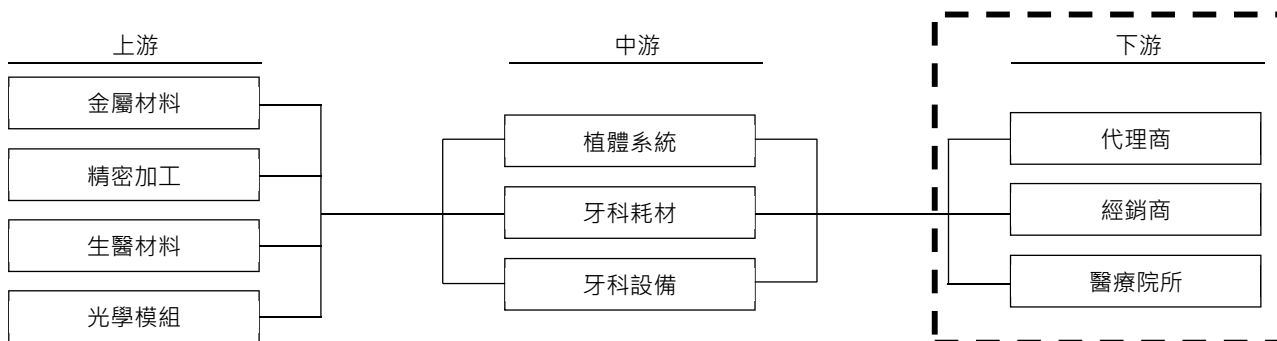 上游
中游
下游
金屬材料
精密加工
生醫材料
光學模組
植體系統
牙科耗材
牙科設備
代理商
經銷商
醫療院所